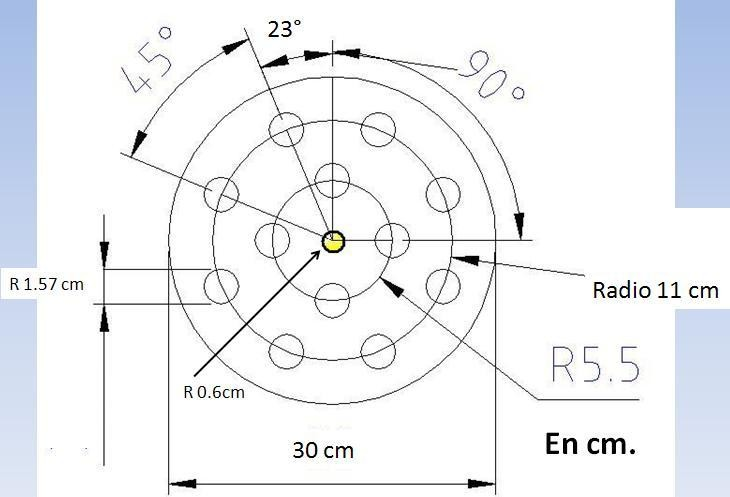 23°
45°
90°
R 1.57 cm
Radio 11 cm
R5.5
R 0.6cm
30 cm
En cm.